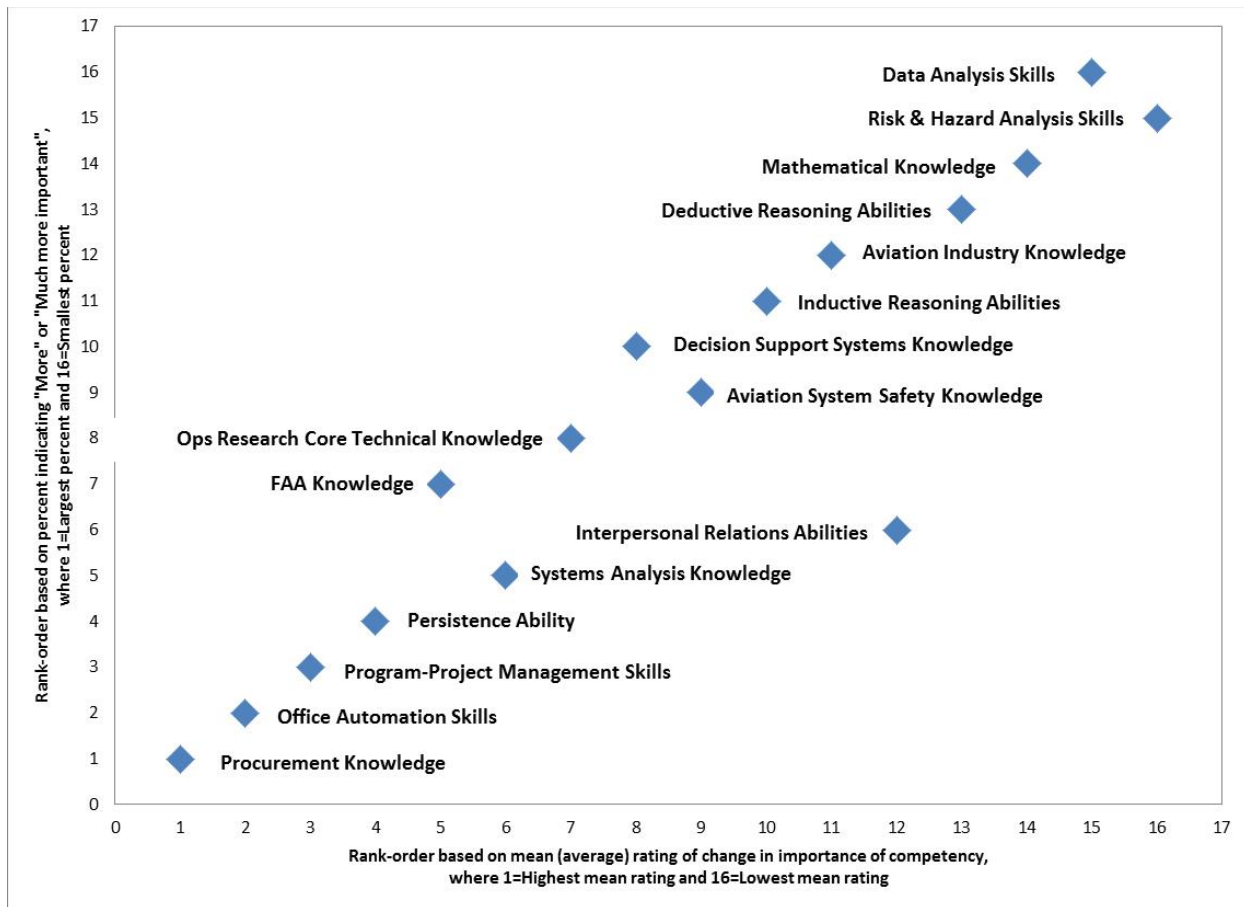 Rank-order based on percent indicating "More" or "Much more important",
where 1=Largest percent and 16=Smallest percent
17
16
15
14
13
12
11
10
9
8
7
6
5
4
3
2
1
0
Data Analysis Skills
Risk & Hazard Analysis Skills
Mathematical Knowledge
Deductive Reasoning Abilities
Aviation Industry Knowledge
Inductive Reasoning Abilities
Decision Support Systems Knowledge
Aviation System Safety Knowledge
Ops Research Core Technical Knowledge
FAA Knowledge
Interpersonal Relations Abilities
Systems Analysis Knowledge
Persistence Ability
Program-Project Management Skills
Office Automation Skills
Procurement Knowledge
0 1 2 3 4 5 6 7 8 9 10 11 12 13 14 15 16 17
Rank-order based on mean (average) rating of change in importance of competency,
where 1=Highest mean rating and 16=Lowest mean rating